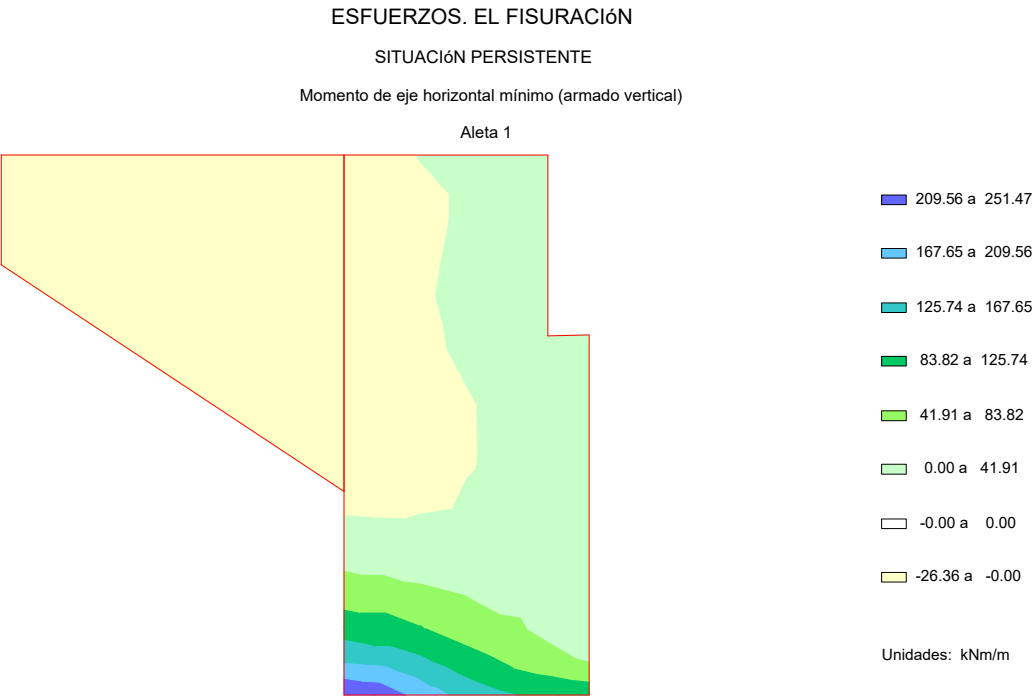 ESFUERZOS. EL FISURACIóN
SITUACIóN PERSISTENTE
Momento de eje horizontal mínimo (armado vertical)
Aleta 1
209.56 a 251.47
167.65 a 209.56
125.74 a 167.65
83.82 a 125.74
41.91 a 83.82
0.00 a 41.91
-0.00 a 0.00
-26.36 a -0.00
Unidades: kNm/m